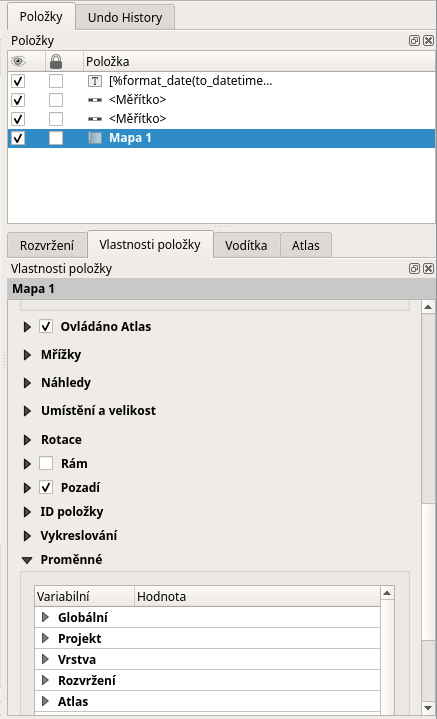 Položky
Undo History
Položky
Položka
[%format_date(to_datetime...
<Měřítko>
<Měřítko>
Mapa 1
Rozvržení
Vlastnosti položky
Vodítka
Atlas
Vlastnosti položky
Mapa 1
Ovládáno Atlas
Mřížky
Náhledy
Umístění a velikost
Rotace
Rám
Pozadí
ID položky
Vykreslování
Proměnné
Variabilní
Hodnota
Globální
Projekt
Vrstva
Rozvržení
Atlas